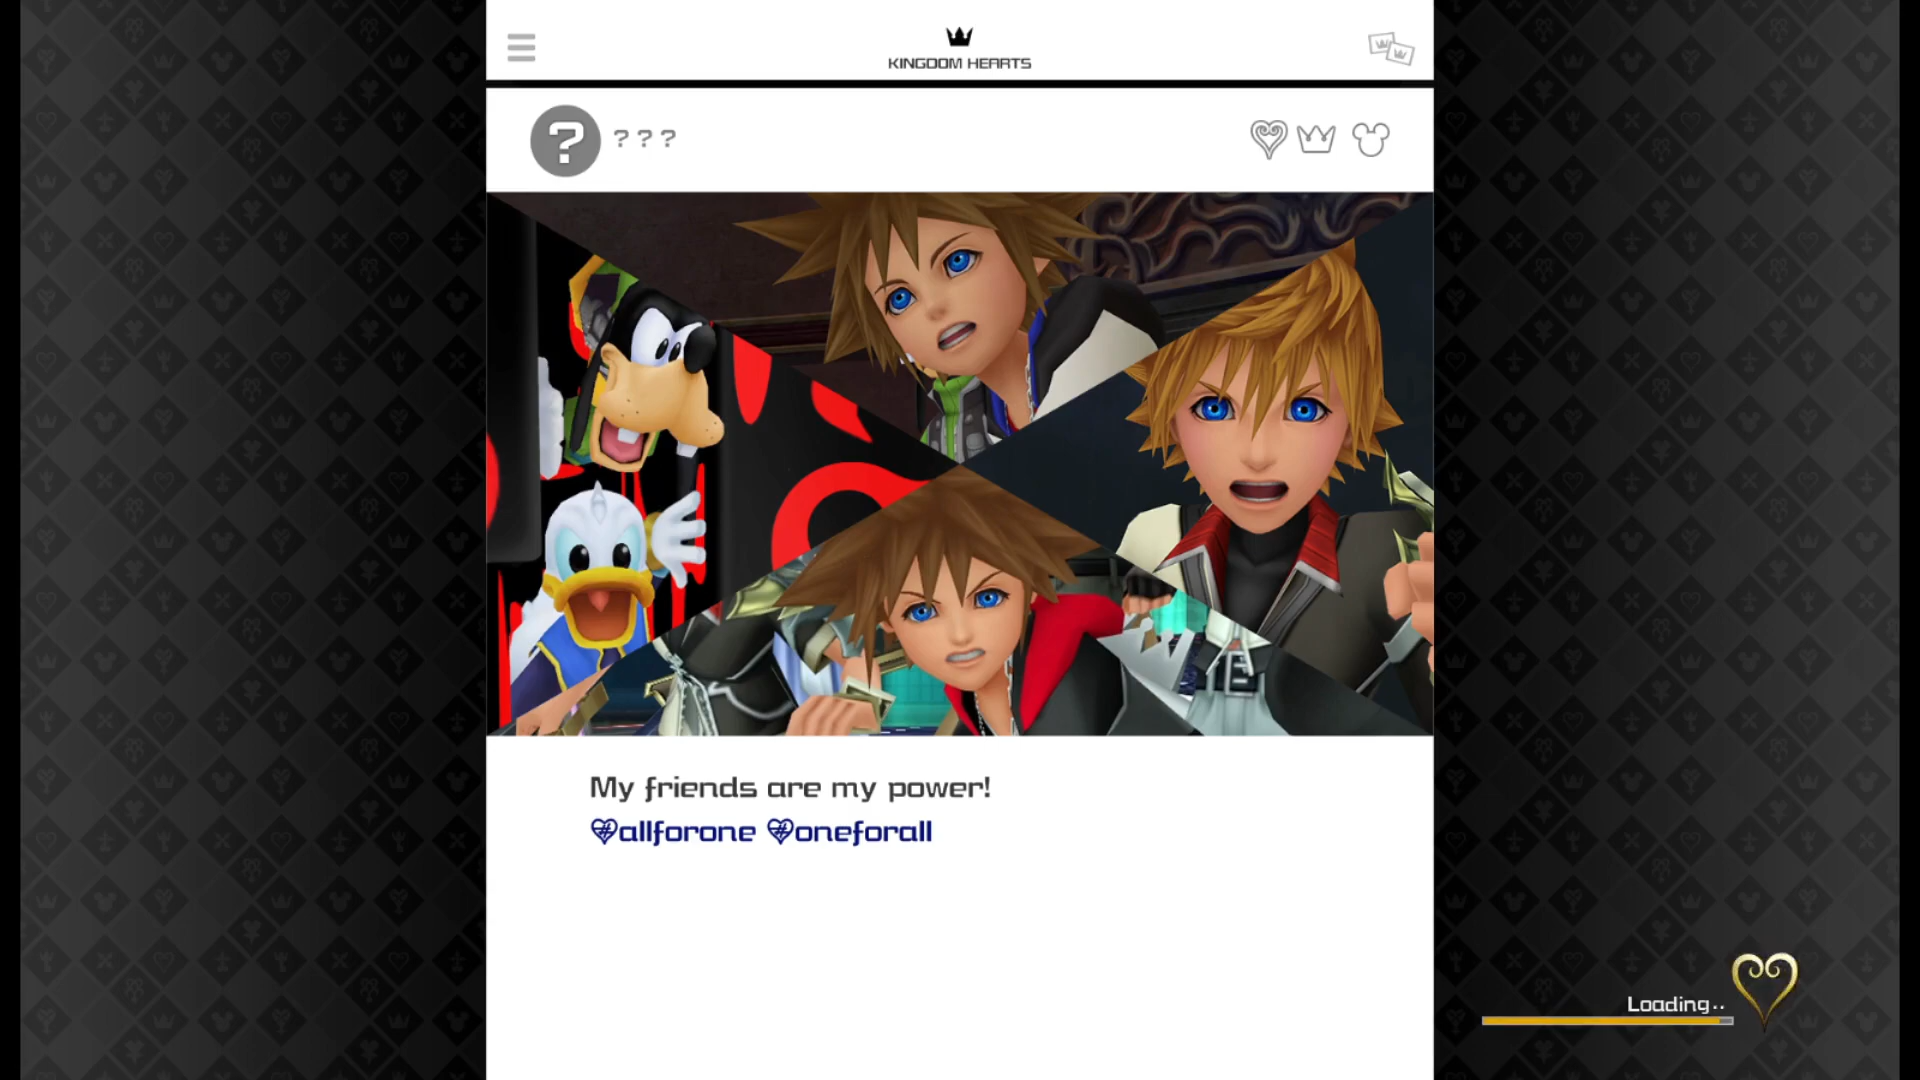 KINGDOM HEARTS
? ? ? ?
My friends are my power!
#allforone #oneforall
Loading..